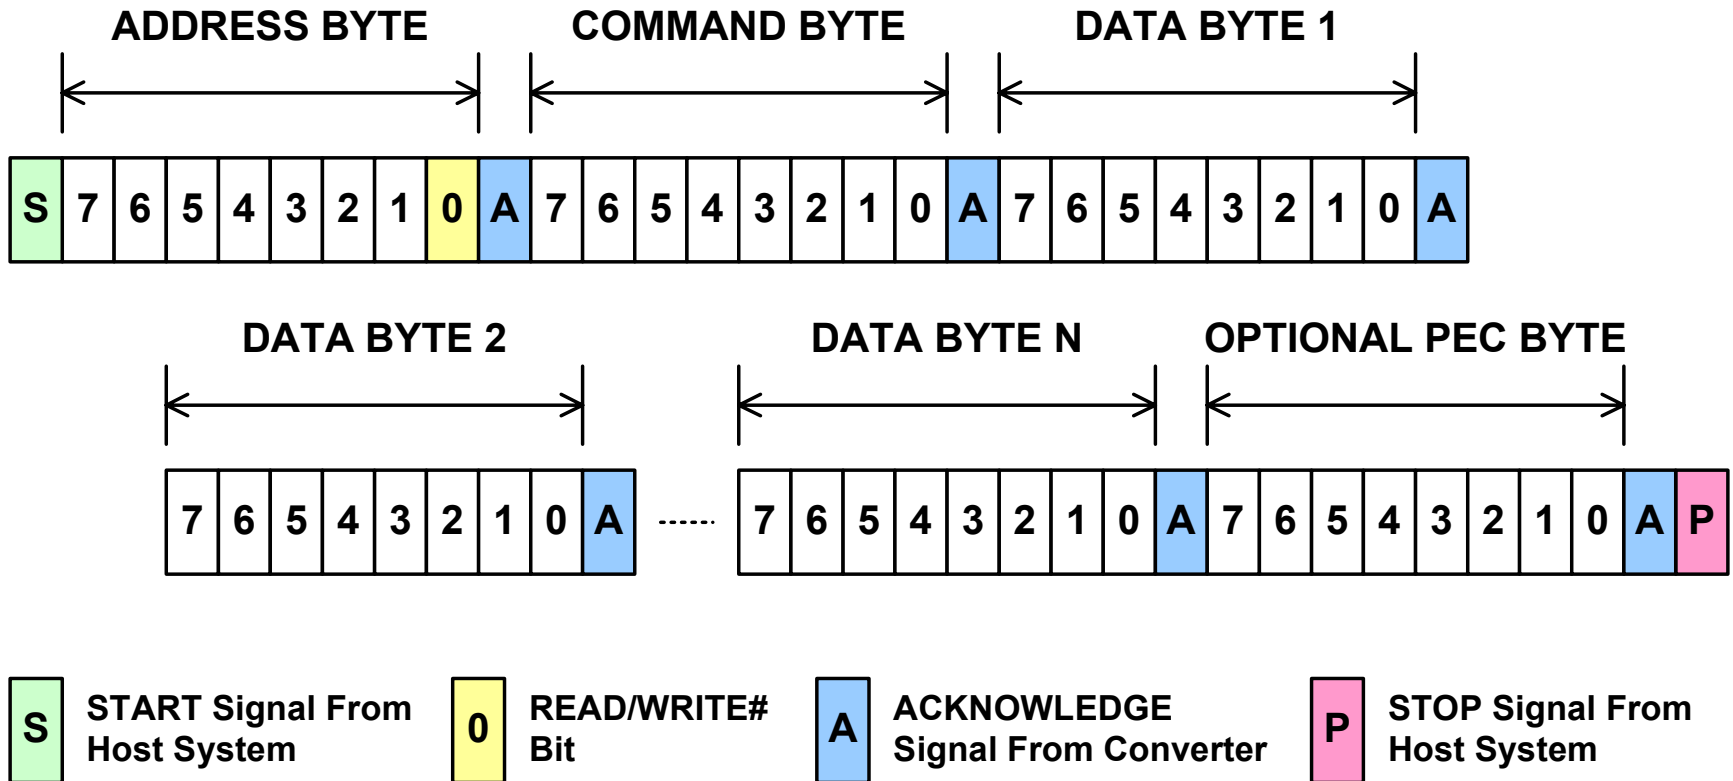 ADDRESS BYTE COMMAND BYTE DATA BYTE 1
S 7 6 5 4 3 2 1 0 A 7 6 5 4 3 2 1 0 A 7 6 5 4 3 2 1 0 A
DATA BYTE 2 DATA BYTE N OPTIONAL PEC BYTE
7 6 5 4 3 2 1 0 A ...... 7 6 5 4 3 2 1 0 A 7 6 5 4 3 2 1 0 A P
S START Signal From
Host System
0 READ/WRITE#
Bit
A ACKNOWLEDGE
Signal From Converter
P STOP Signal From
Host System